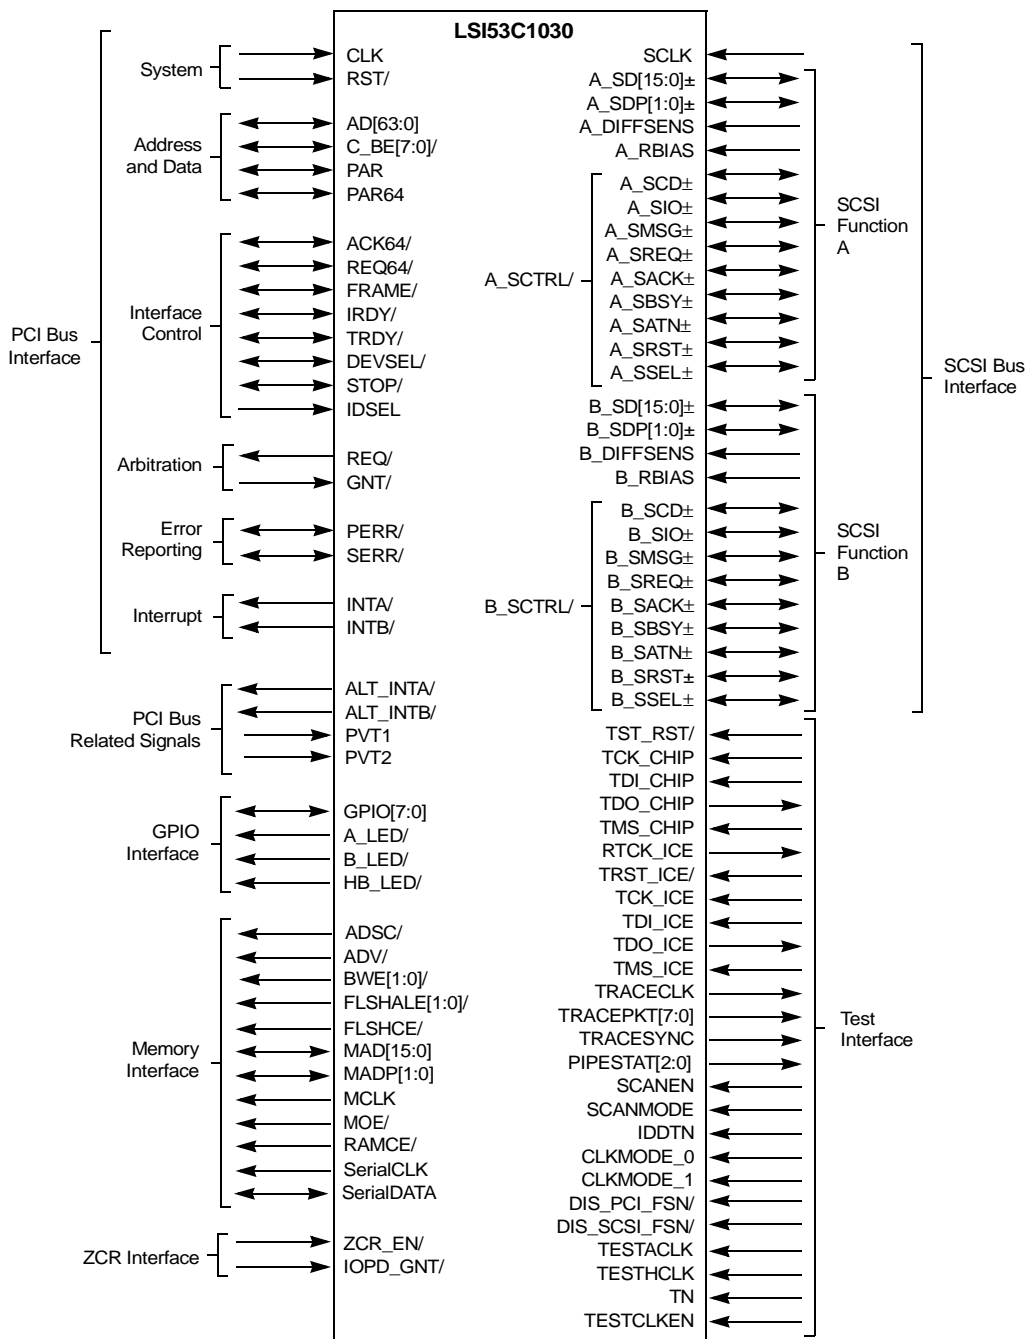 LSI53C1030
PCI Bus
Interface
System
CLK
RST/
Address
and Data
AD[63:0]
C_BE[7:0]/
PAR
PAR64
Interface
Control
ACK64/
REQ64/
FRAME/
IRDY/
TRDY/
DEVSEL/
STOP/
IDSEL
Arbitration
REQ/
GNT/
Error
Reporting
PERR/
SERR/
Interrupt
INTA/
INTB/
PCI Bus
Related Signals
ALT_INTA/
ALT_INTB/
PVT1
PVT2
GPIO
Interface
GPIO[7:0]
A_LED/
B_LED/
HB_LED/
Memory
Interface
ADSC/
ADV/
BWE[1:0]/
FLSHALE[1:0]/
FLSHCE/
MAD[15:0]
MADP[1:0]
MCLK
MOE/
RAMCE/
SerialCLK
SerialDATA
ZCR Interface
ZCR_EN/
IOPD_GNT/
SCLK
A_SD[15:0]±
A_SDP[1:0]±
A_DIFFSENS
A_RBIAS
A_SCTRL/
A_SCD±
A_SIO±
A_SMSG±
A_SREQ±
A_SACK±
A_SBSY±
A_SATN±
A_SRST±
A_SSEL±
SCSI
Function
A
SCSI Bus
Interface
B_SD[15:0]±
B_SDP[1:0]±
B_DIFFSENS
B_RBIAS
B_SCTRL/
B_SCD±
B_SIO±
B_SMSG±
B_SREQ±
B_SACK±
B_SBSY±
B_SATN±
B_SRST±
B_SSEL±
SCSI
Function
B
TST_RST/
TCK_CHIP
TDI_CHIP
TDO_CHIP
TMS_CHIP
RTCK_ICE
TRST_ICE/
TCK_ICE
TDI_ICE
TDO_ICE
TMS_ICE
TRACECLK
TRACEPKT[7:0]
TRACESYNC
PIPESTAT[2:0]
SCANEN
SCANMODE
IDDTN
CLKMODE_0
CLKMODE_1
DIS_PCI_FSN/
DIS_SCSI_FSN/
TESTACLK
TESTHCLK
TN
TESTCLKEN
Test
Interface